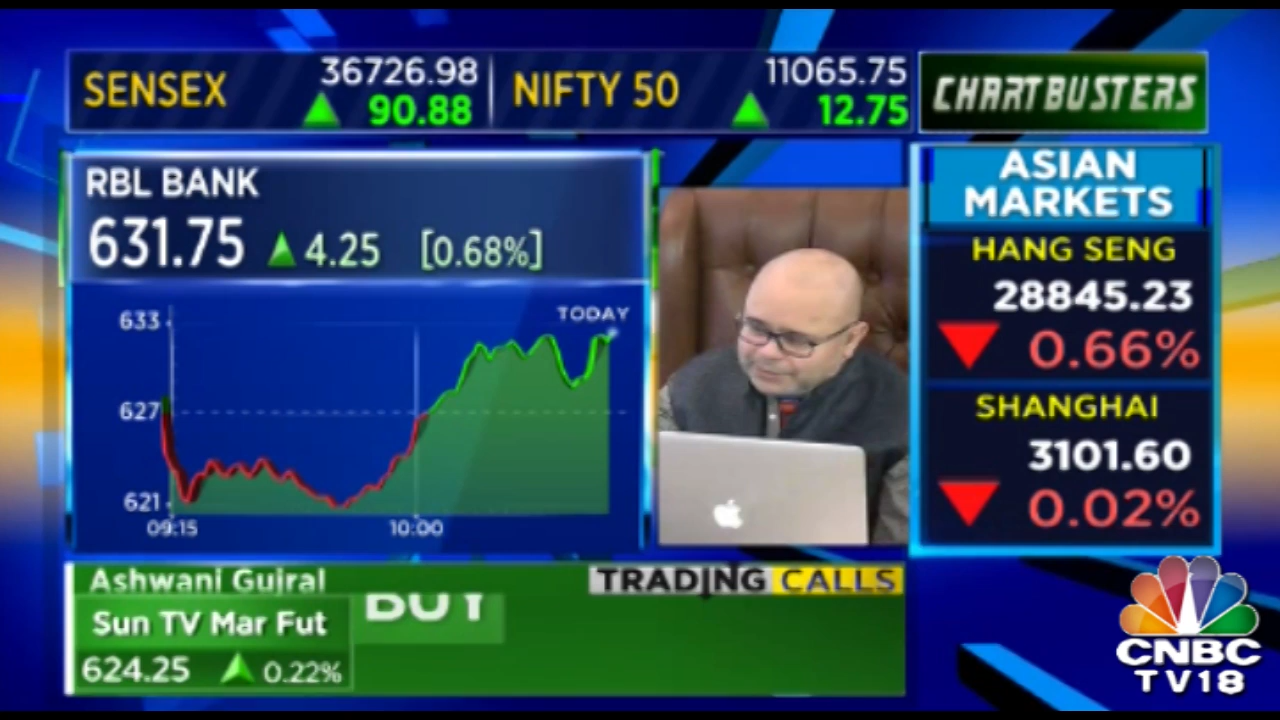 SENSEX
36726.98
90.88
NIFTY 50
11065.75
12.75
CHARTBUSTERS
RBL BANK
631.75 4.25 [0.68%]
TODAY
633
627
621
09:15
10:00
ASIAN
MARKETS
HANG SENG
28845.23
0.66%
SHANGHAI
3101.60
0.02%
Ashwani Gujral
TRADING CALLS
Sun TV Mar Fut
BUY
624.25 0.22%
CNBC
TV18